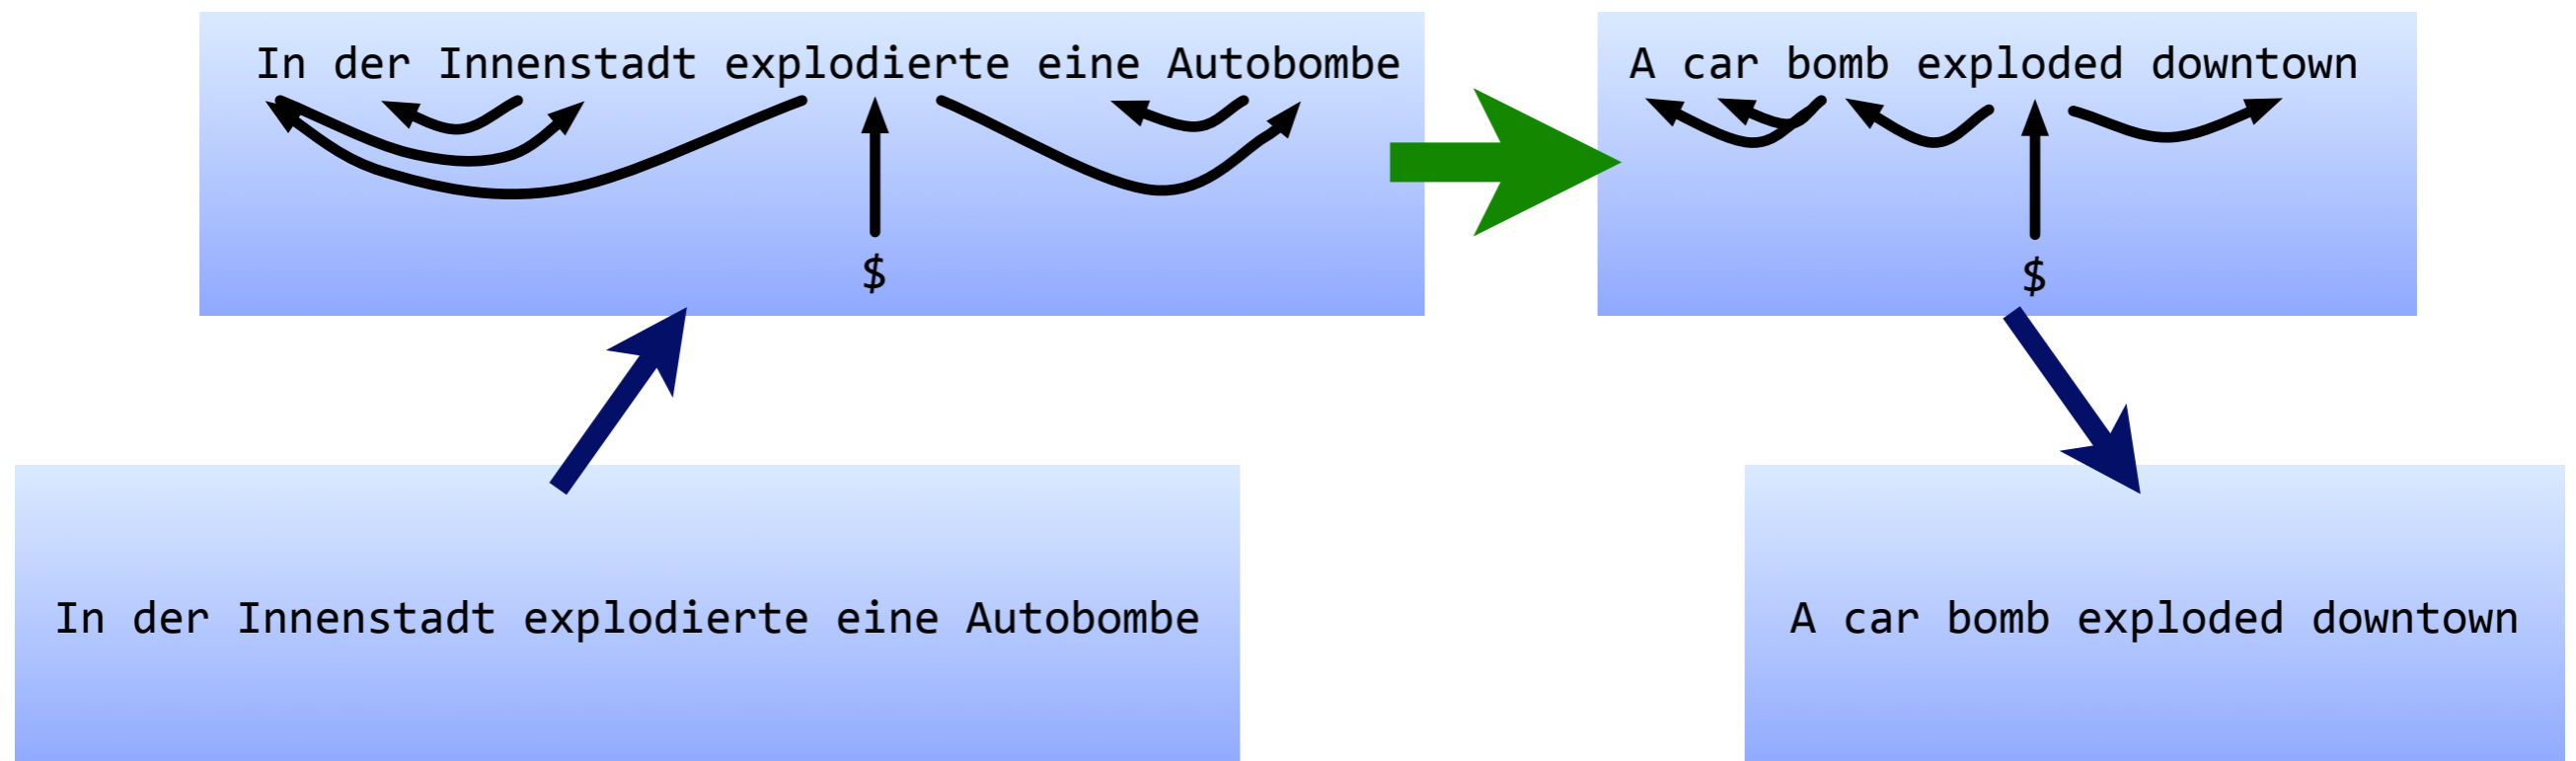 In der Innenstadt explodierte eine Autobombe
$
A car bomb exploded downtown
$
In der Innenstadt explodierte eine Autobombe
A car bomb exploded downtown